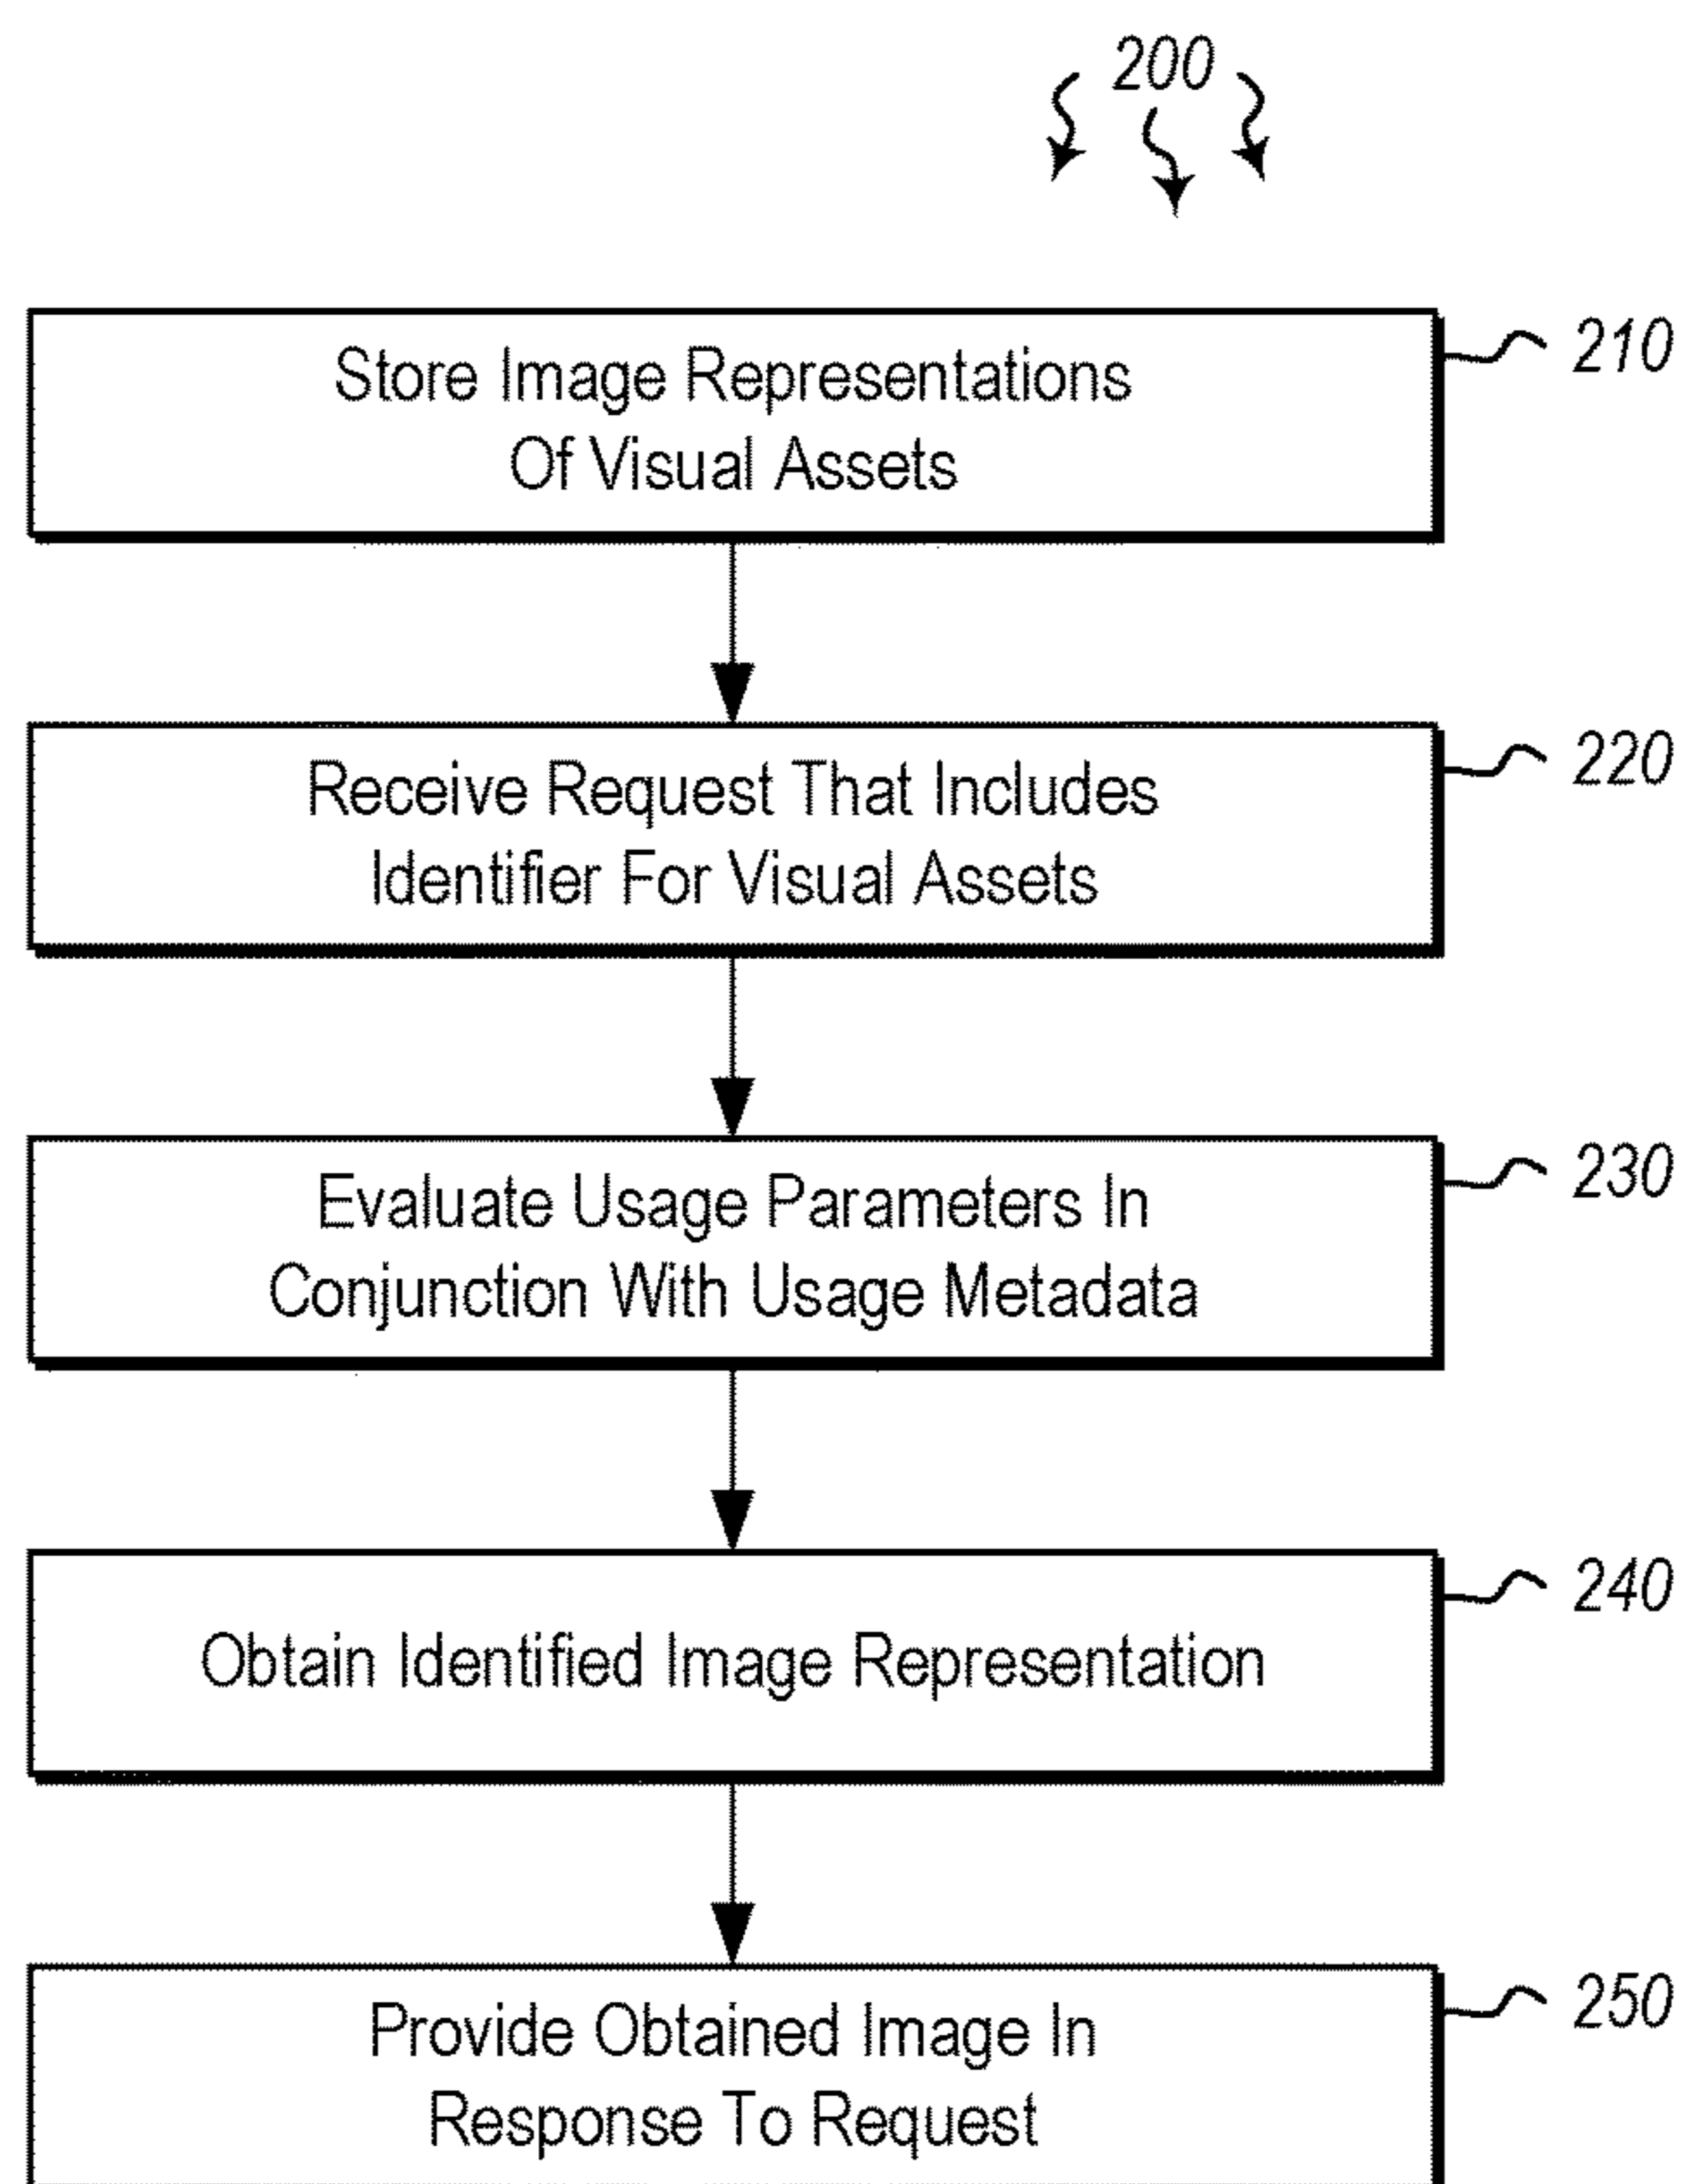 200
Store Image Representations
Of Visual Assets
210
Receive Request That Includes
Identifier For Visual Assets
220
Evaluate Usage Parameters In
Conjunction With Usage Metadata
230
Obtain Identified Image Representation
240
Provide Obtained Image In
Response To Request
250